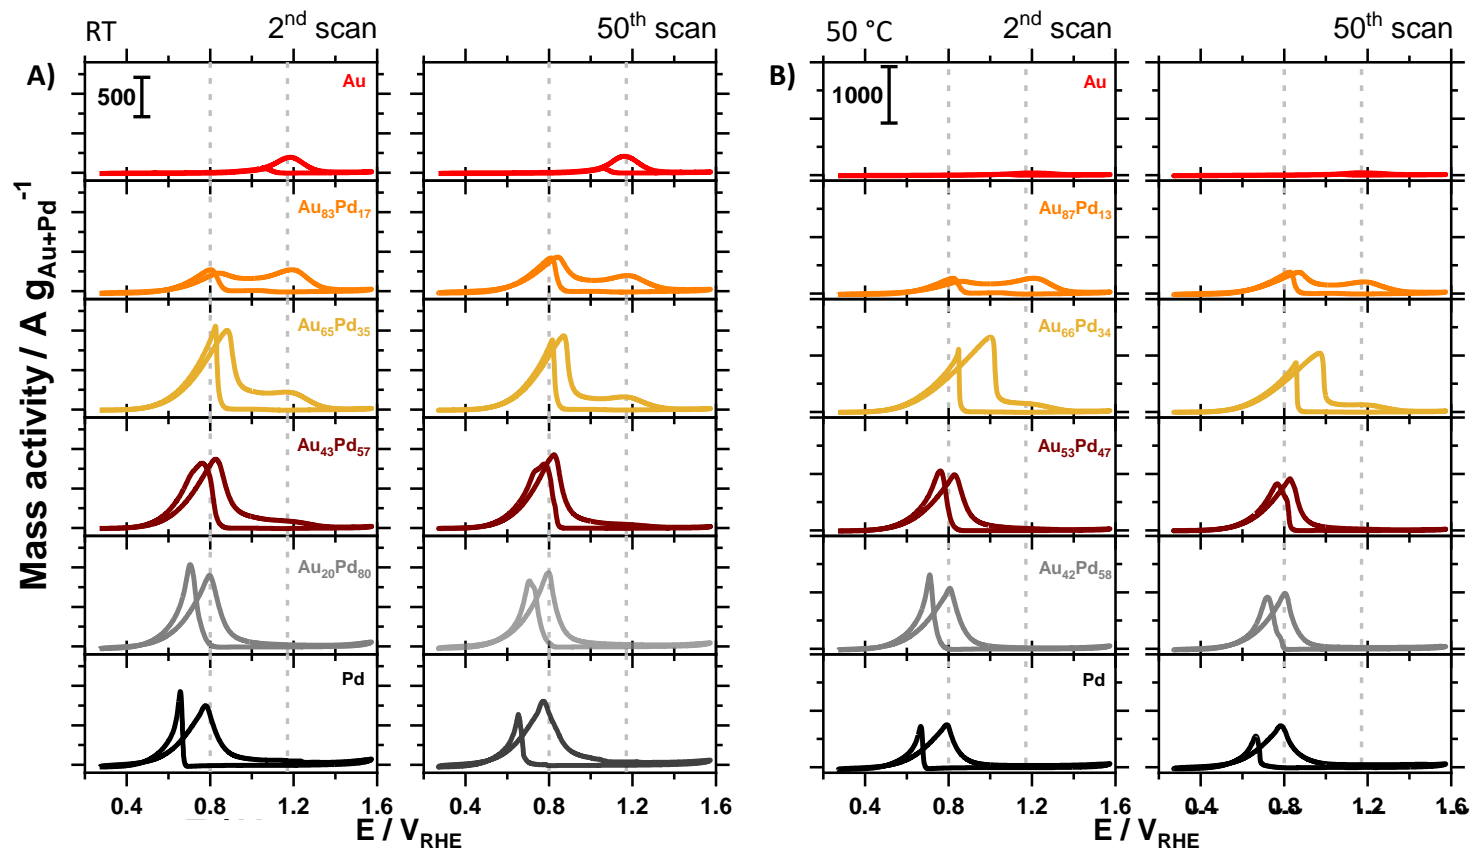 RT 2nd scan 50th scan 50 °C 2nd scan 50th scan
A) B)
500 1000
Au Au
Au83Pd17 Au87Pd13
Au65Pd35 Au66Pd34
Au43Pd57 Au53Pd47
Au20Pd80 Au42Pd58
Pd Pd
Mass activity / A gAu+Pd-1
0.4 0.8 1.2 1.6 0.4 0.8 1.2 1.6 0.4 0.8 1.2 1.6 0.4 0.8 1.2 1.6
E / VRHE E / VRHE